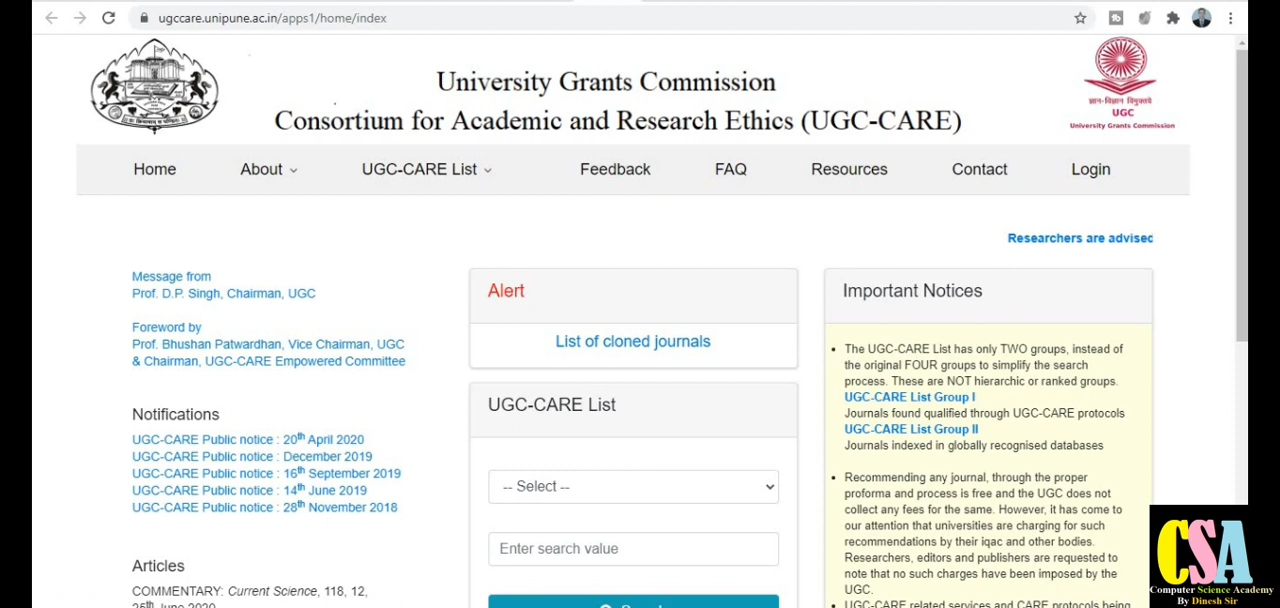 ugccare.unipune.ac.in/apps1/home/index
University Grants Commission
Consortium for Academic and Research Ethics (UGC-CARE)
ज्ञान-विज्ञान विमुक्तये
UGC
University Grants Commission
Home
About
UGC-CARE List
Feedback
FAQ
Resources
Contact
Login
Researchers are advised
Message from
Prof. D.P. Singh, Chairman, UGC
Foreword by
Prof. Bhushan Patwardhan, Vice Chairman, UGC
& Chairman, UGC-CARE Empowered Committee
Notifications
UGC-CARE Public notice : 20th April 2020
UGC-CARE Public notice : December 2019
UGC-CARE Public notice : 16th September 2019
UGC-CARE Public notice : 14th June 2019
UGC-CARE Public notice : 28th November 2018
Articles
COMMENTARY: Current Science, 118, 12,
25th June 2020
Alert
List of cloned journals
UGC-CARE List
-- Select --
Enter search value
Search
Important Notices
• The UGC-CARE List has only TWO groups, instead of
the original FOUR groups to simplify the search
process. These are NOT hierarchic or ranked groups.
UGC-CARE List Group I
Journals found qualified through UGC-CARE protocols
UGC-CARE List Group II
Journals indexed in globally recognised databases
• Recommending any journal, through the proper
proforma and process is free and the UGC does not
collect any fees for the same. However, it has come to
our attention that universities are charging for such
recommendations by their iqac and other bodies.
Researchers, editors and publishers are requested to
note that no such charges have been imposed by the
UGC.
• UGC-CARE related services and CARE protocols being
CSA
Computer Science Academy
By Dinesh Sir